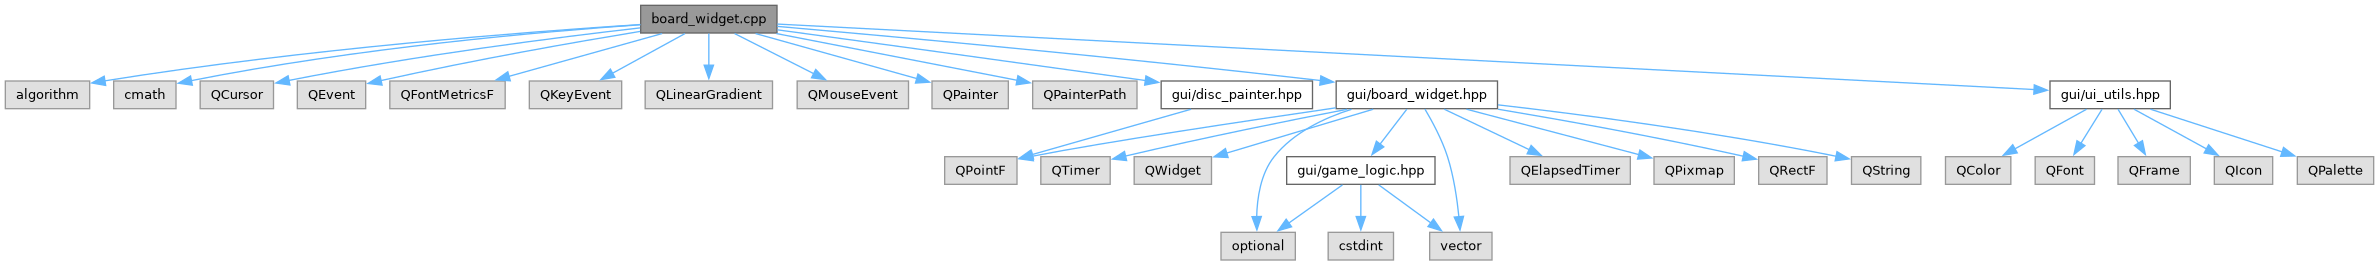 board_widget.cpp
algorithm
cmath
QCursor
QEvent
QFontMetricsF
QKeyEvent
QLinearGradient
QMouseEvent
QPainter
QPainterPath
gui/disc_painter.hpp
gui/board_widget.hpp
gui/ui_utils.hpp
QPointF
QTimer
QWidget
gui/game_logic.hpp
QElapsedTimer
QPixmap
QRectF
QString
QColor
QFont
QFrame
QIcon
QPalette
optional
cstdint
vector